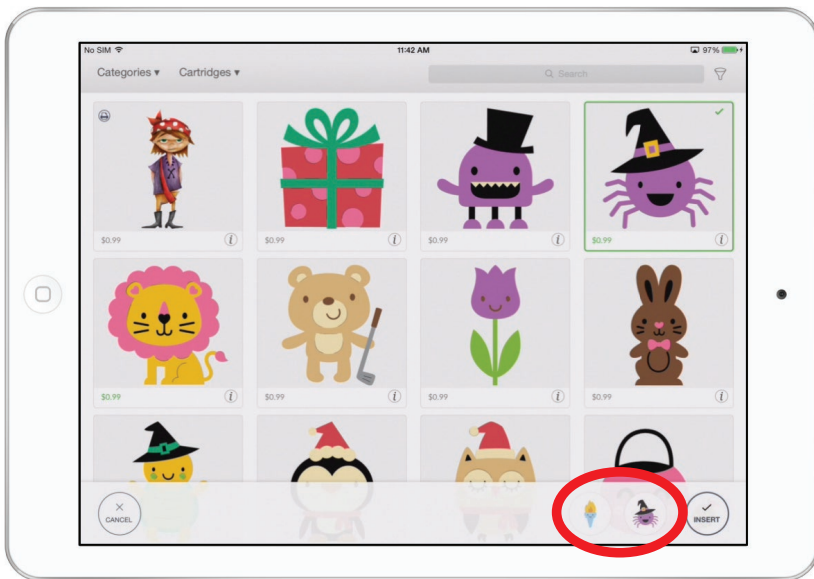 No SIM 11:42 AM 97%
Categories ▾ Cartridges ▾ Search
$0.99 i $0.99 i $0.99 i $0.99 i
$0.99 i $0.99 i $0.99 i $0.99 i
CANCEL INSERT